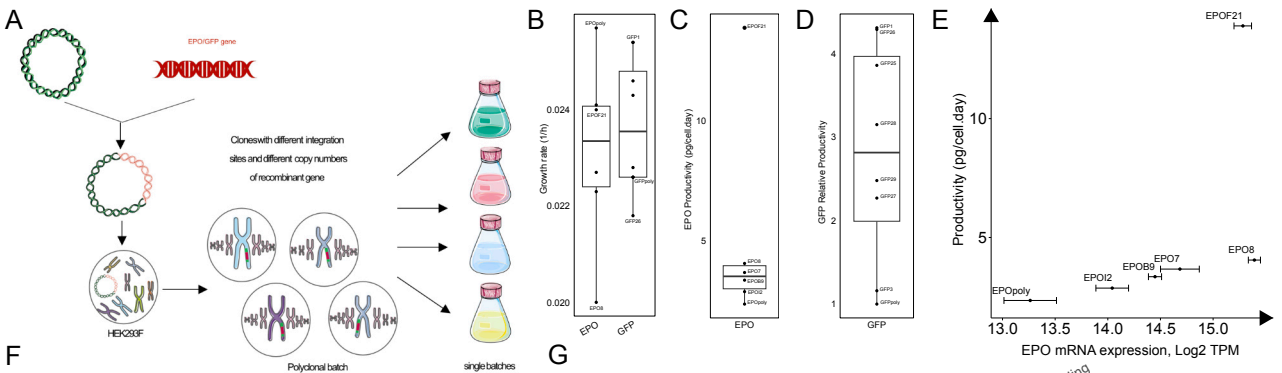 A
EPO/GFP gene
Cloneswith different integration
sites and different copy numbers
of recombinant gene
HEK293F
Polyclonal batch
single batches
B
Growth rate (1/h)
0.024
0.022
0.020
EPOpoly
EPOF21
EPO8
GFP1
GFPpoly
GFP26
EPO
GFP
C
EPO Productivity (pg/cell.day)
10
5
EPOF21
EPO8
EPO7
EPOB9
EPOI2
EPOpoly
EPO
D
GFP Relative Productivity
4
3
2
1
GFP1
GFP26
GFP25
GFP28
GFP29
GFP27
GFP3
GFPpoly
GFP
E
Productivity (pg/cell.day)
10
5
EPOF21
EPO8
EPO7
EPOB9
EPOI2
EPOpoly
13.0 13.5 14.0 14.5 15.0
EPO mRNA expression, Log2 TPM
F
G